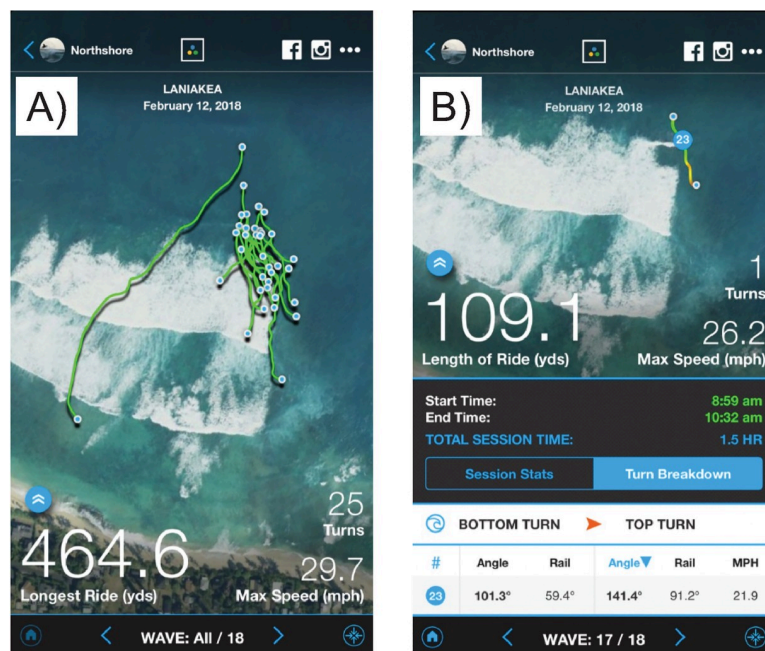 Northshore
A)
LANIAKEA
February 12, 2018
25
Turns
464.6
Longest Ride (yds)
29.7
Max Speed (mph)
WAVE: All / 18
Northshore
B)
LANIAKEA
February 12, 2018
23
1
Turns
109.1
Length of Ride (yds)
26.2
Max Speed (mph)
Start Time: 8:59 am
End Time: 10:32 am
TOTAL SESSION TIME: 1.5 HR
Session Stats Turn Breakdown
BOTTOM TURN TOP TURN
# Angle Rail Angle Rail MPH
23 101.3° 59.4° 141.4° 91.2° 21.9
WAVE: 17 / 18